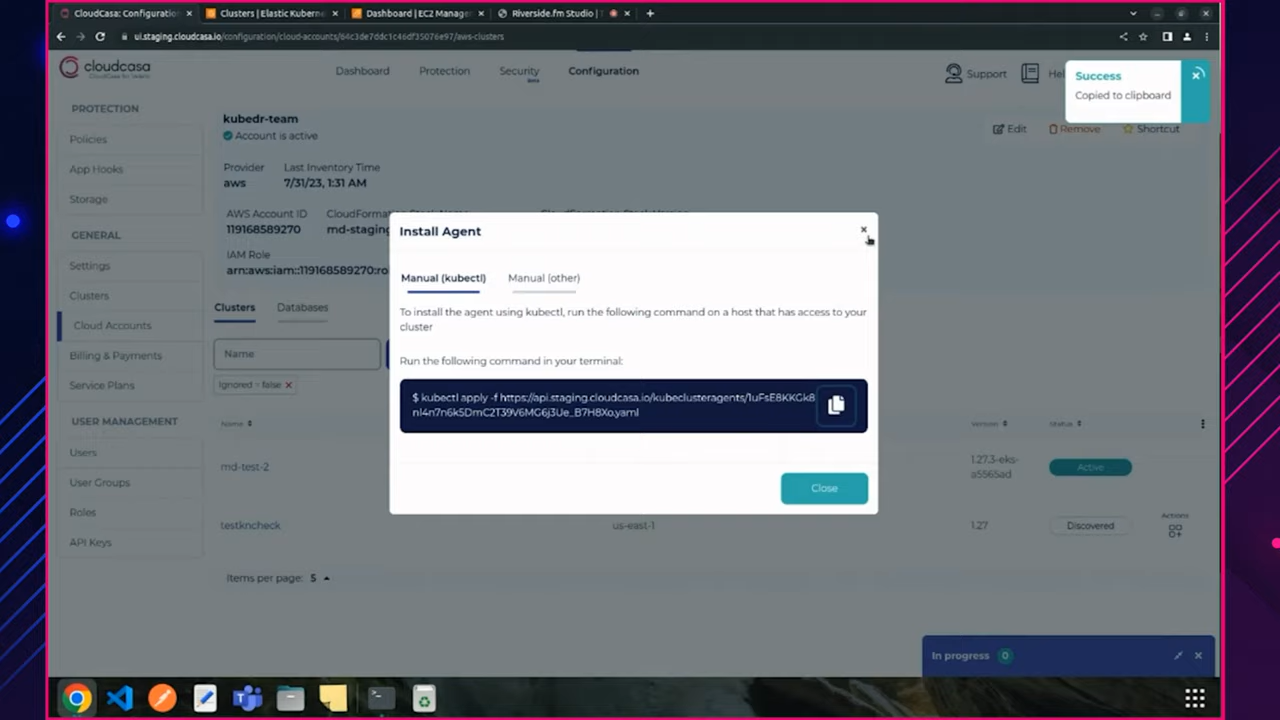 CloudCasa: Configuratio
Clusters | Elastic Kuberne
Dashboard | EC2 Manage
Riverside.fm Studio |
ui.staging.cloudcasa.io/configuration/cloud-accounts/64c3de7ddc1c46df35076e97/aws-clusters
cloudcasa
Dashboard
Protection
Security
Beta
Configuration
Support
Success
Copied to clipboard
PROTECTION
Policies
App Hooks
Storage
GENERAL
Settings
Clusters
Cloud Accounts
Billing & Payments
Service Plans
USER MANAGEMENT
Users
User Groups
Roles
API Keys
kubedr-team
Account is active
Edit
Remove
Shortcut
Provider
Last Inventory Time
aws
7/31/23, 1:31 AM
AWS Account ID
119168589270
md-staging
IAM Role
arn:aws:iam::119168589270:ro
Clusters
Databases
Name
Ignored = false
Name
Version
Status
md-test-2
1.27.3-eks-
a5565ad
Active
testkncheck
us-east-1
1.27
Discovered
Actions
Items per page: 5
Install Agent
Manual (kubectl)
Manual (other)
To install the agent using kubectl, run the following command on a host that has access to your
cluster
Run the following command in your terminal:
$ kubectl apply -f https://api.staging.cloudcasa.io/kubeclusteragents/1uFsE8KKGk8
nl4n7n6k5DmC2T39V6MG6j3Ue_B7H8Xo.yaml
Close
In progress 0